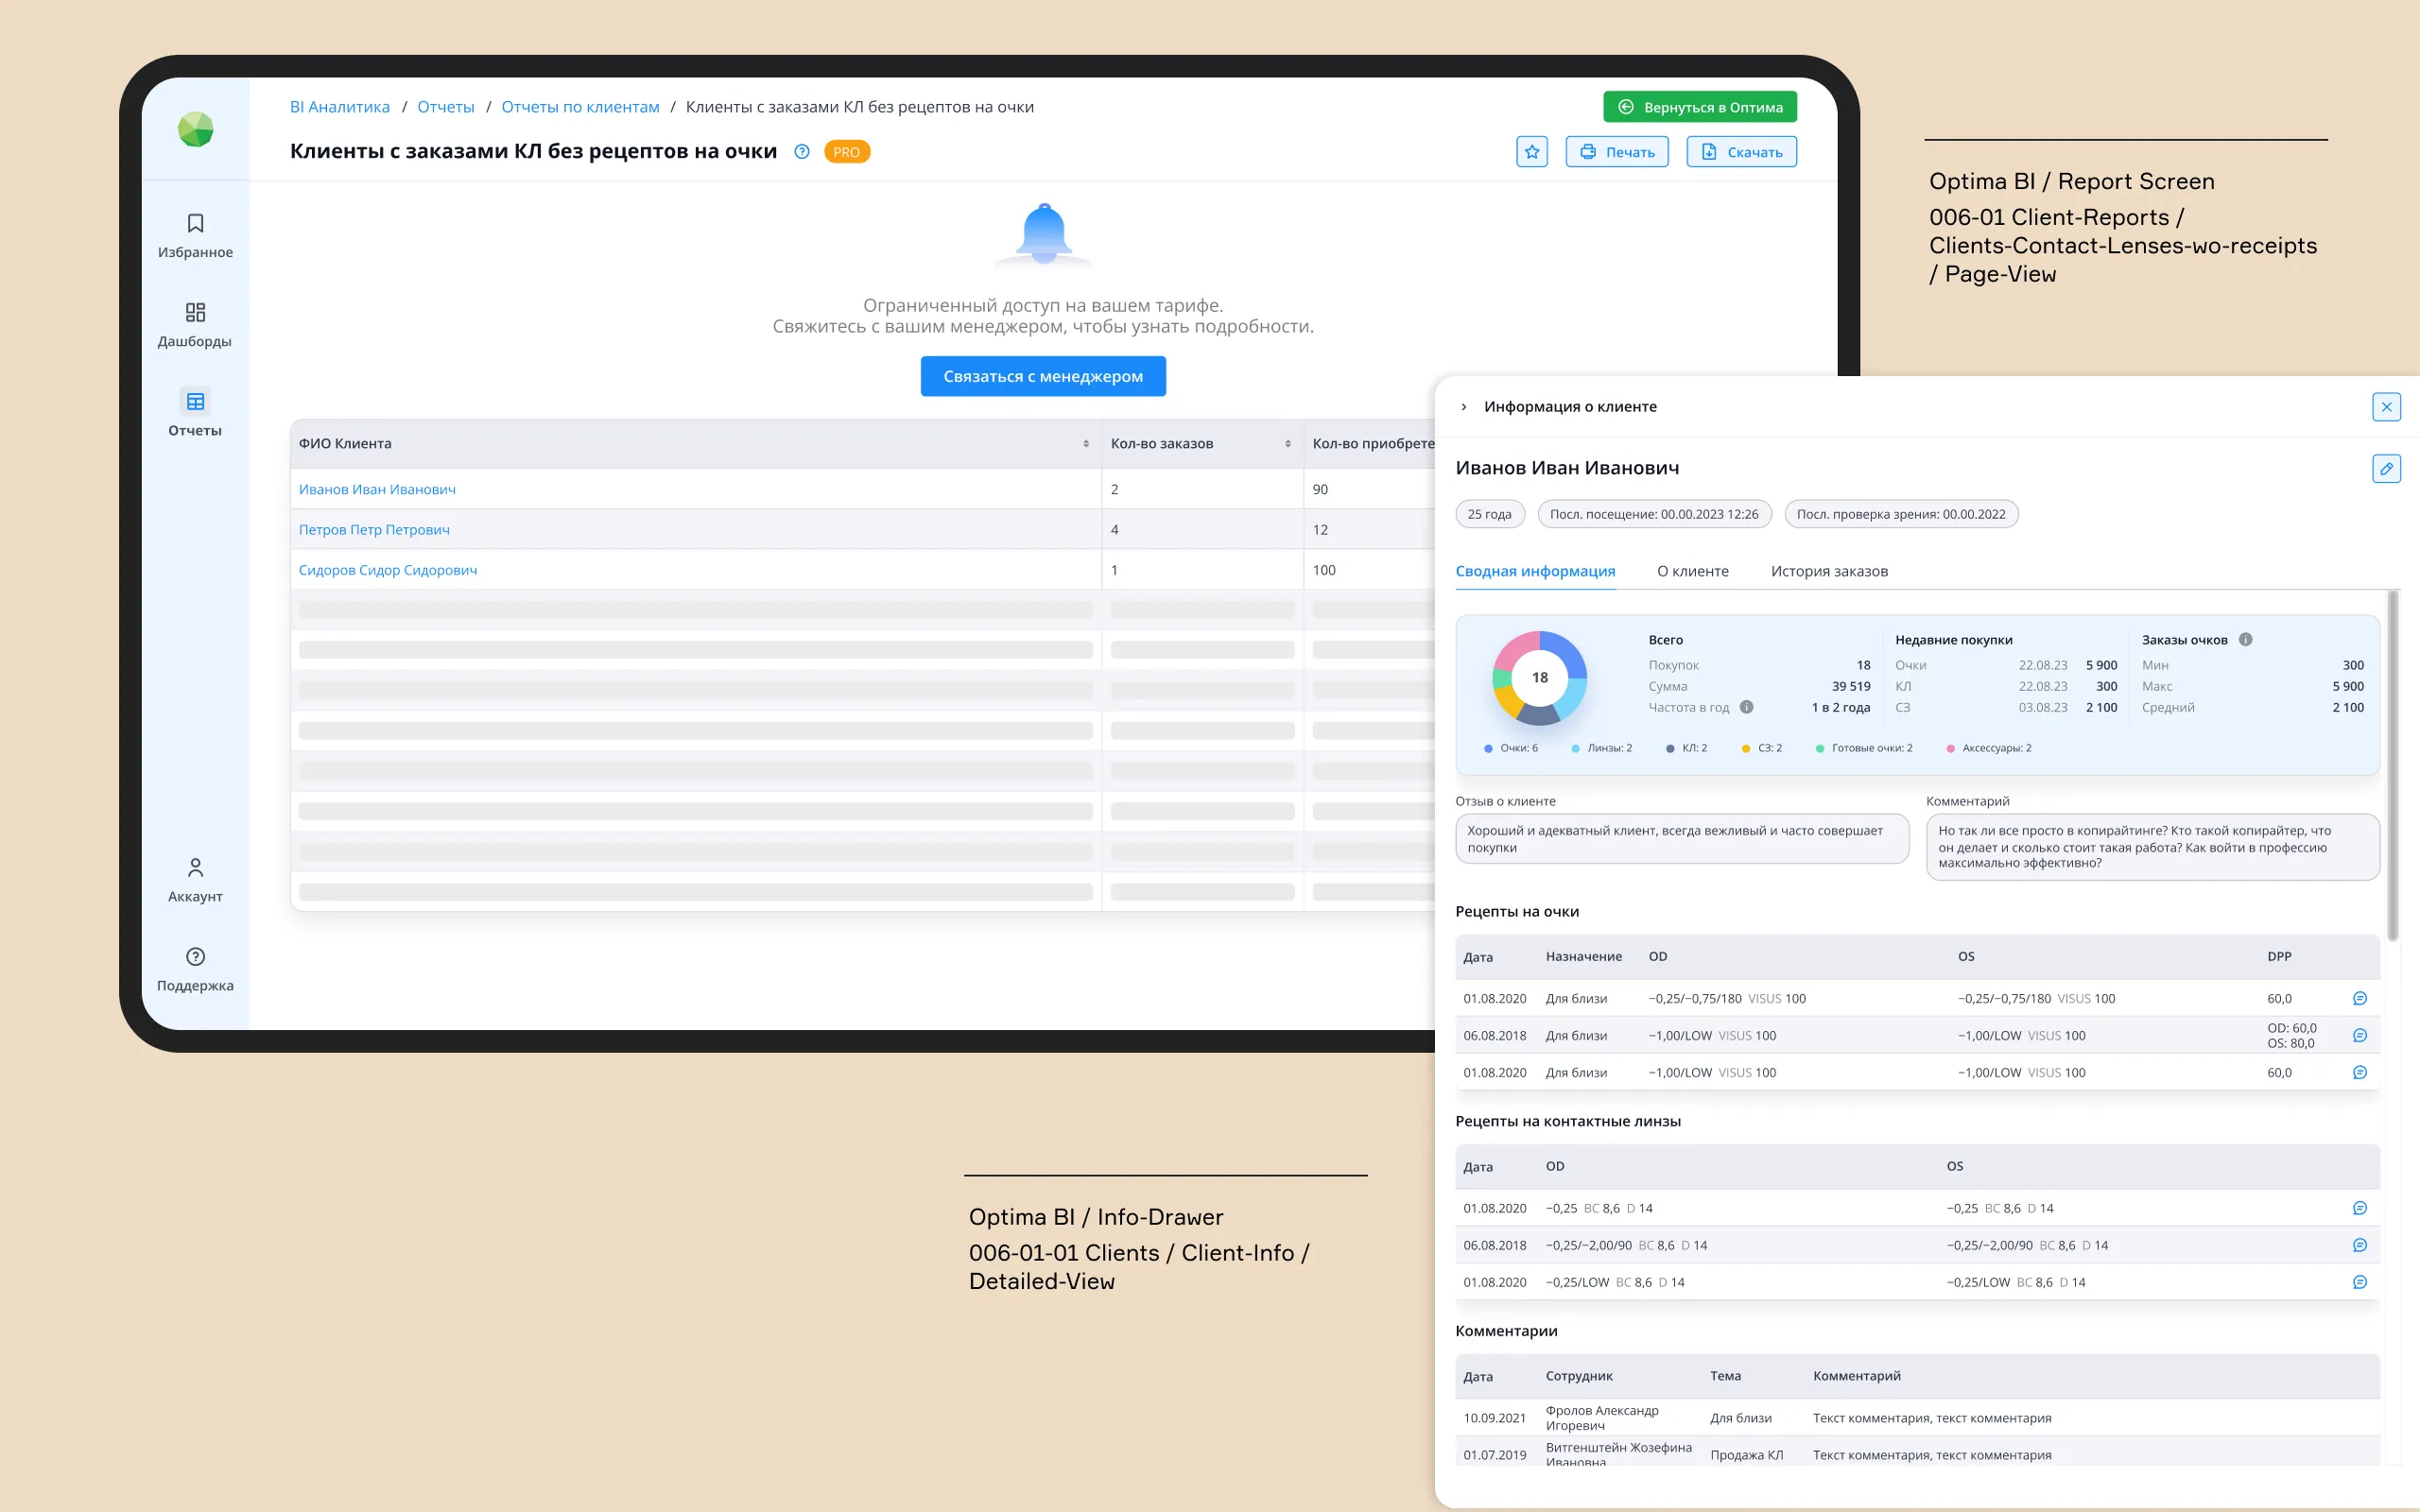 BI Аналитика / Отчеты / Отчеты по клиентам / Клиенты с заказами КЛ без рецептов на очки
Вернуться в Оптима
Клиенты с заказами КЛ без рецептов на очки PRO
Печать Скачать
Избранное
Дашборды
Отчеты
Аккаунт
Поддержка
Ограниченный доступ на вашем тарифе.
Свяжитесь с вашим менеджером, чтобы узнать подробности.
Связаться с менеджером
ФИО Клиента Кол-во заказов Кол-во приобрете
Иванов Иван Иванович 2 90
Петров Петр Петрович 4 12
Сидоров Сидор Сидорович 1 100
Optima BI / Report Screen
006-01 Client-Reports /
Clients-Contact-Lenses-wo-receipts
/ Page-View
Optima BI / Info-Drawer
006-01-01 Clients / Client-Info /
Detailed-View
Информация о клиенте
Иванов Иван Иванович
25 года Посл. посещение: 00.00.2023 12:26 Посл. проверка зрения: 00.00.2022
Сводная информация О клиенте История заказов
18
Всего
Покупок 18
Сумма 39 519
Частота в год 1 в 2 года
Недавние покупки
Очки 22.08.23 5 900
КЛ 22.08.23 300
СЗ 03.08.23 2 100
Заказы очков
Мин 300
Макс 5 900
Средний 2 100
Очки: 6 Линзы: 2 КЛ: 2 СЗ: 2 Готовые очки: 2 Аксессуары: 2
Отзыв о клиенте
Хороший и адекватный клиент, всегда вежливый и часто совершает
покупки
Комментарий
Но так ли все просто в копирайтинге? Кто такой копирайтер, что
он делает и сколько стоит такая работа? Как войти в профессию
максимально эффективно?
Рецепты на очки
Дата Назначение OD OS DPP
01.08.2020 Для близи −0,25/−0,75/180 VISUS 100 −0,25/−0,75/180 VISUS 100 60,0
06.08.2018 Для близи −1,00/LOW VISUS 100 −1,00/LOW VISUS 100 OD: 60,0
OS: 80,0
01.08.2020 Для близи −1,00/LOW VISUS 100 −1,00/LOW VISUS 100 60,0
Рецепты на контактные линзы
Дата OD OS
01.08.2020 −0,25 BC 8,6 D 14 −0,25 BC 8,6 D 14
06.08.2018 −0,25/−2,00/90 BC 8,6 D 14 −0,25/−2,00/90 BC 8,6 D 14
01.08.2020 −0,25/LOW BC 8,6 D 14 −0,25/LOW BC 8,6 D 14
Комментарии
Дата Сотрудник Тема Комментарий
10.09.2021 Фролов Александр
Игоревич Для близи Текст комментария, текст комментария
01.07.2019 Витгенштейн Жозефина
Ивановна Продажа КЛ Текст комментария, текст комментария